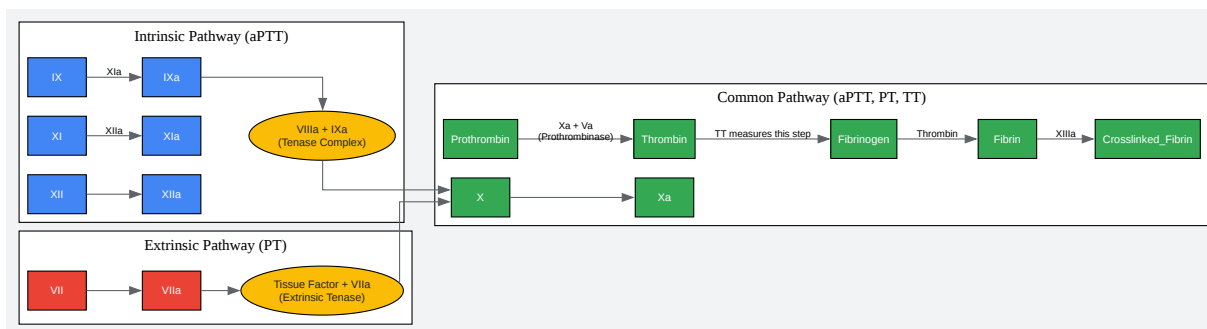 Intrinsic Pathway (aPTT)
IX
XIa
IXa
XI
XIIa
XIa
XII
XIIa
VIIIa + IXa
(Tenase Complex)
Extrinsic Pathway (PT)
VII
VIIa
Tissue Factor + VIIa
(Extrinsic Tenase)
Common Pathway (aPTT, PT, TT)
Prothrombin
Xa + Va
(Prothrombinase)
Thrombin
TT measures this step
Fibrinogen
Thrombin
Fibrin
XIIIa
Crosslinked_Fibrin
X
Xa